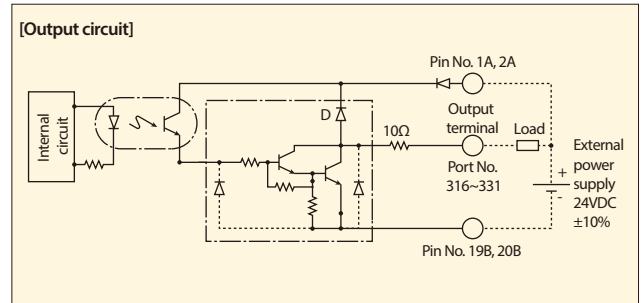 [Output circuit]
Pin No. 1A, 2A
Internal
circuit
D
10Ω
Output
terminal
Load
Port No.
316~331
+
-
External
power
supply
24VDC
±10%
Pin No. 19B, 20B